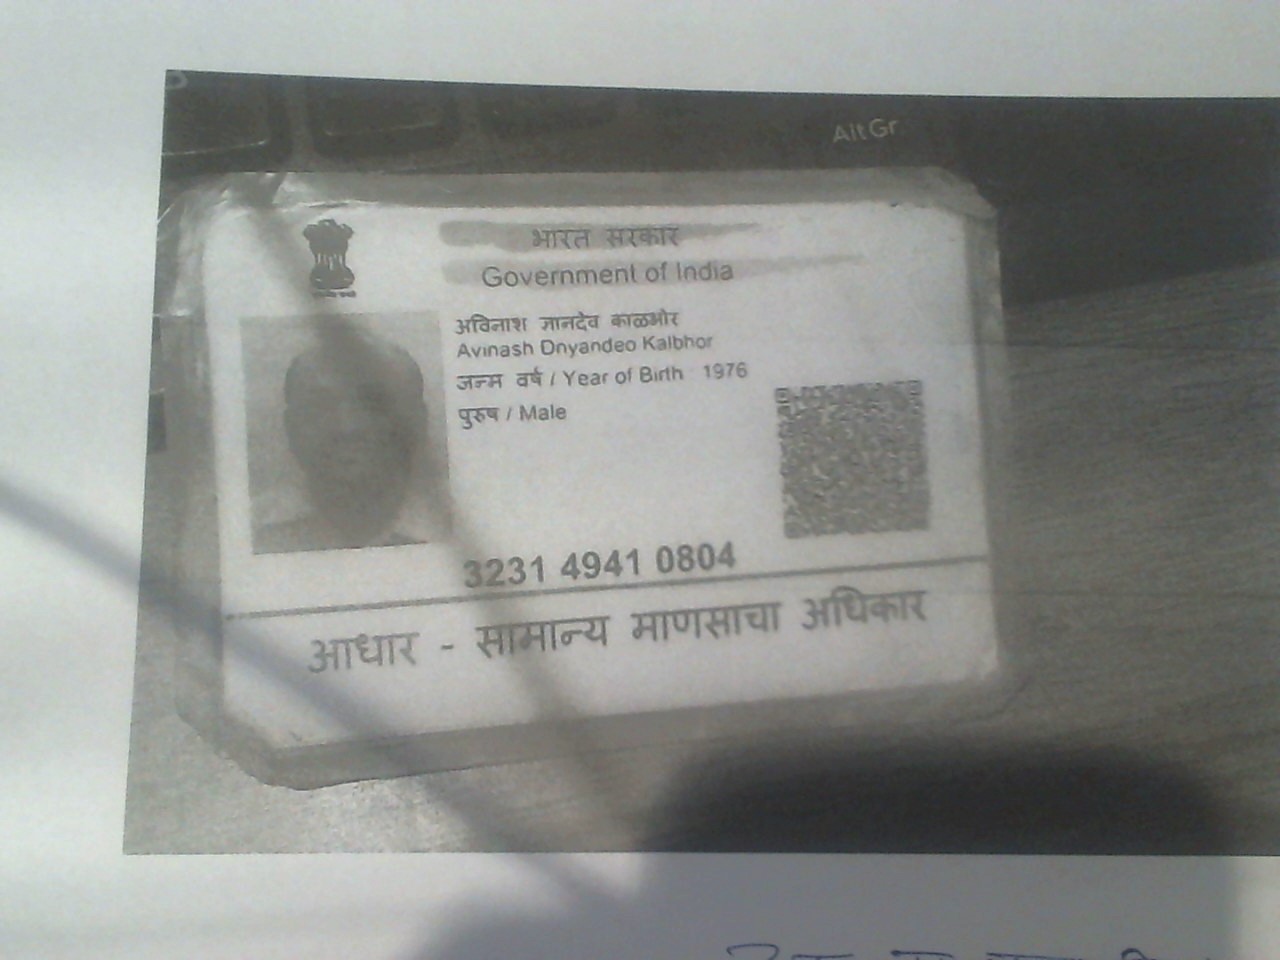 AltGr
भारत सरकार
Government of India
अविनाश ज्ञानदेव काळभोर
Avinash Dnyandeo Kalbhor
जन्म वर्ष / Year of Birth 1976
पुरुष / Male
3231 4941 0804
आधार - सामान्य माणसाचा अधिकार